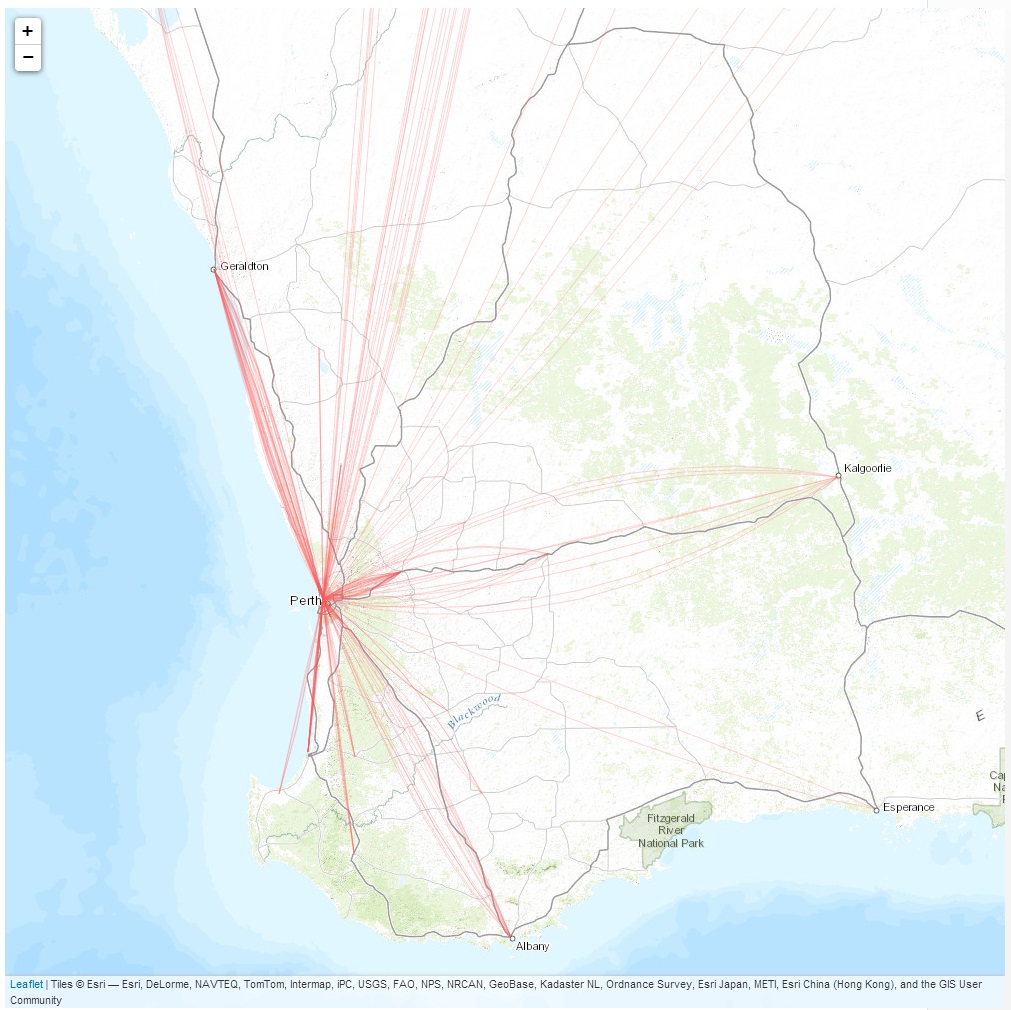 +
−
Geraldton
Kalgoorlie
Perth
Blackwood
E
Cap
Na
F
Esperance
Fitzgerald
River
National Park
Albany
Leaflet | Tiles © Esri — Esri, DeLorme, NAVTEQ, TomTom, Intermap, iPC, USGS, FAO, NPS, NRCAN, GeoBase, Kadaster NL, Ordnance Survey, Esri Japan, METI, Esri China (Hong Kong), and the GIS User
Community